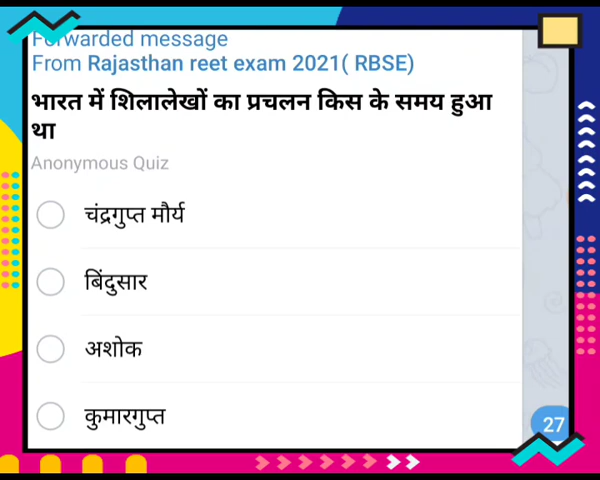 Forwarded message
From Rajasthan reet exam 2021( RBSE)
भारत में शिलालेखों का प्रचलन किस के समय हुआ
था
Anonymous Quiz
चंद्रगुप्त मौर्य
बिंदुसार
अशोक
कुमारगुप्त
27